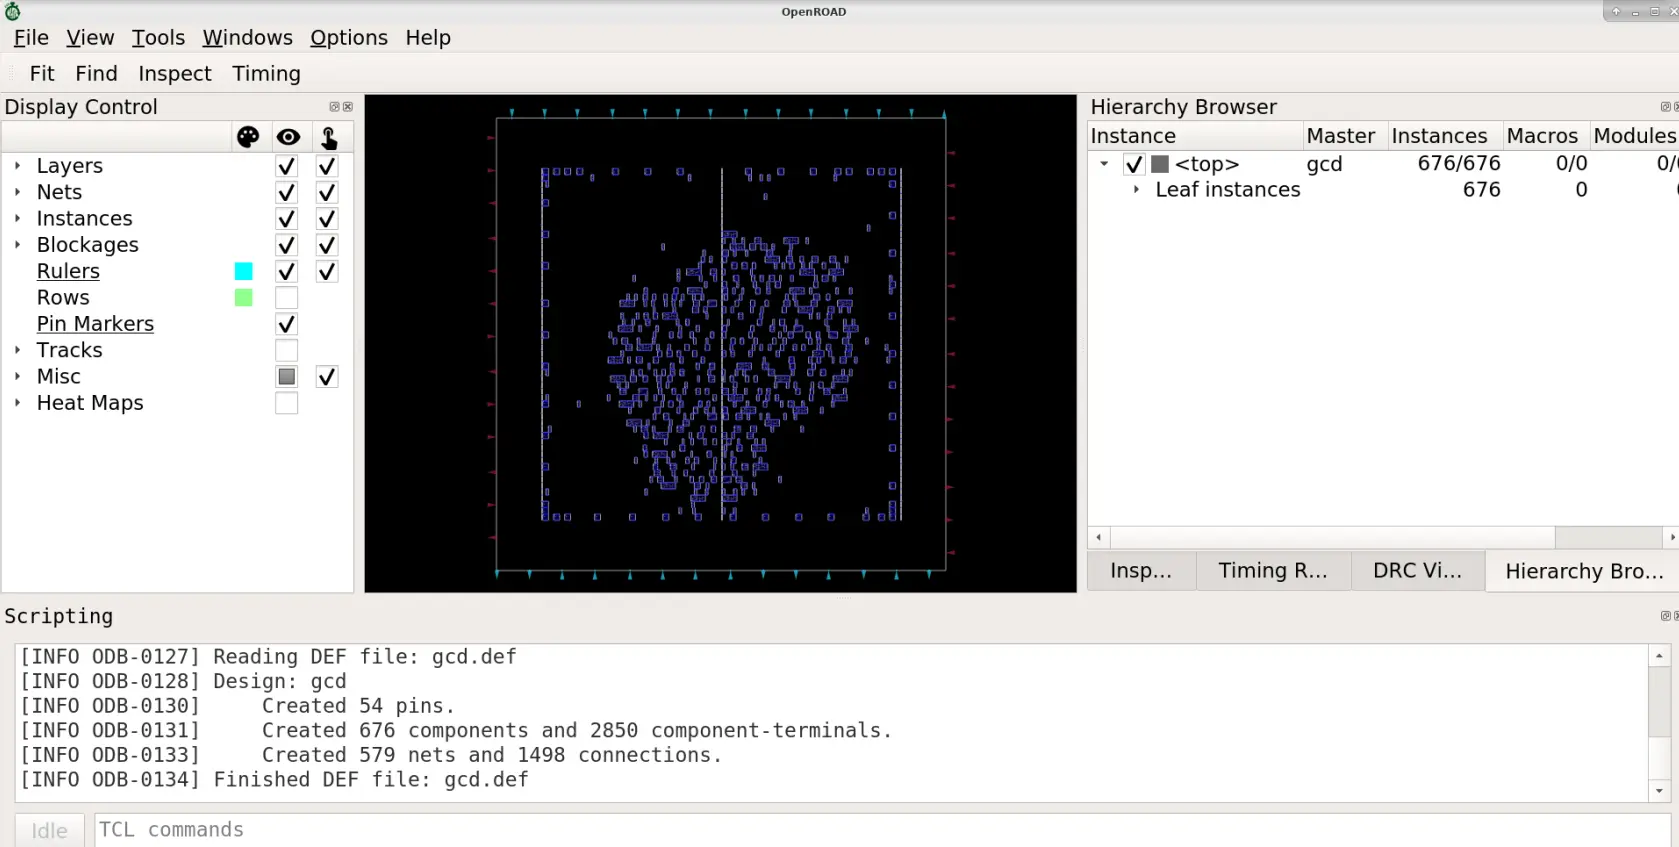 OpenROAD
File View Tools Windows Options Help
Fit Find Inspect Timing
Display Control
Layers
Nets
Instances
Blockages
Rulers
Rows
Pin Markers
Tracks
Misc
Heat Maps
Hierarchy Browser
Instance Master Instances Macros Modules
<top> gcd 676/676 0/0
Leaf instances 676 0
Insp... Timing R... DRC Vi... Hierarchy Bro...
Scripting
[INFO ODB-0127] Reading DEF file: gcd.def
[INFO ODB-0128] Design: gcd
[INFO ODB-0130] Created 54 pins.
[INFO ODB-0131] Created 676 components and 2850 component-terminals.
[INFO ODB-0133] Created 579 nets and 1498 connections.
[INFO ODB-0134] Finished DEF file: gcd.def
Idle TCL commands